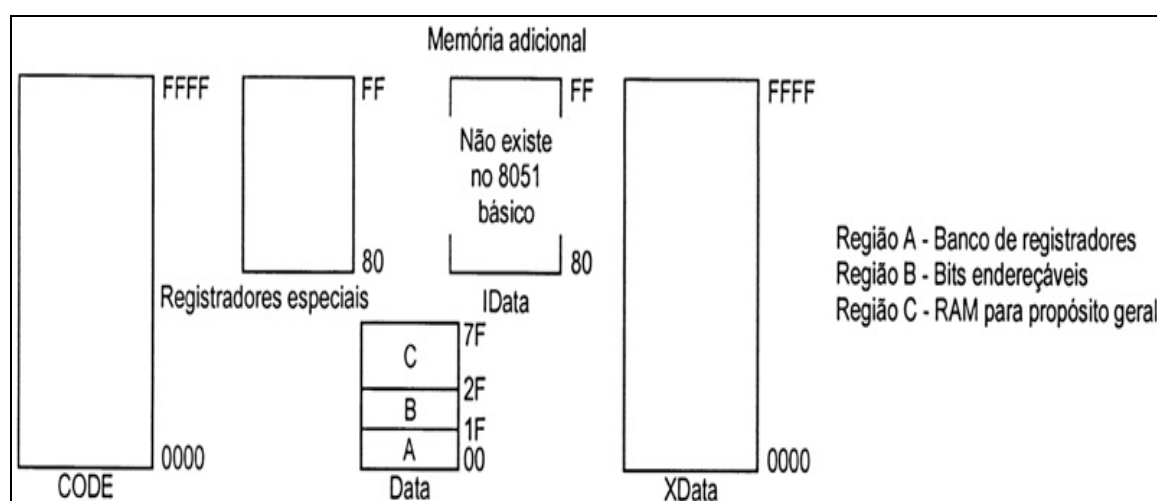 Memória adicional
FFFF
FF
FF
FFFF
Não existe
no 8051
básico
80
80
Registradores especiais
IData
Região A - Banco de registradores
Região B - Bits endereçáveis
Região C - RAM para propósito geral
7F
C
2F
B
1F
A
00
0000
0000
CODE
Data
XData